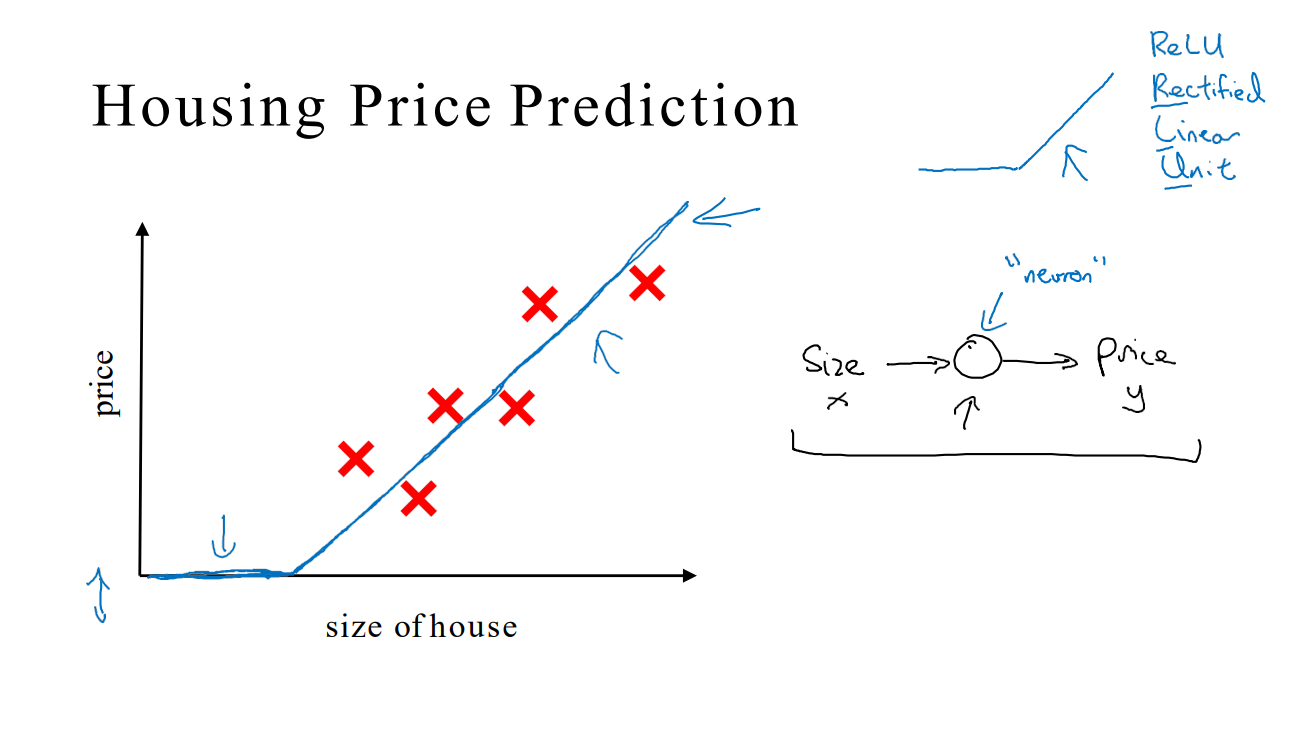 Housing Price Prediction
ReLU
Rectified
Linear
Unit
price
size of house
"neuron"
Size
x
Price
y